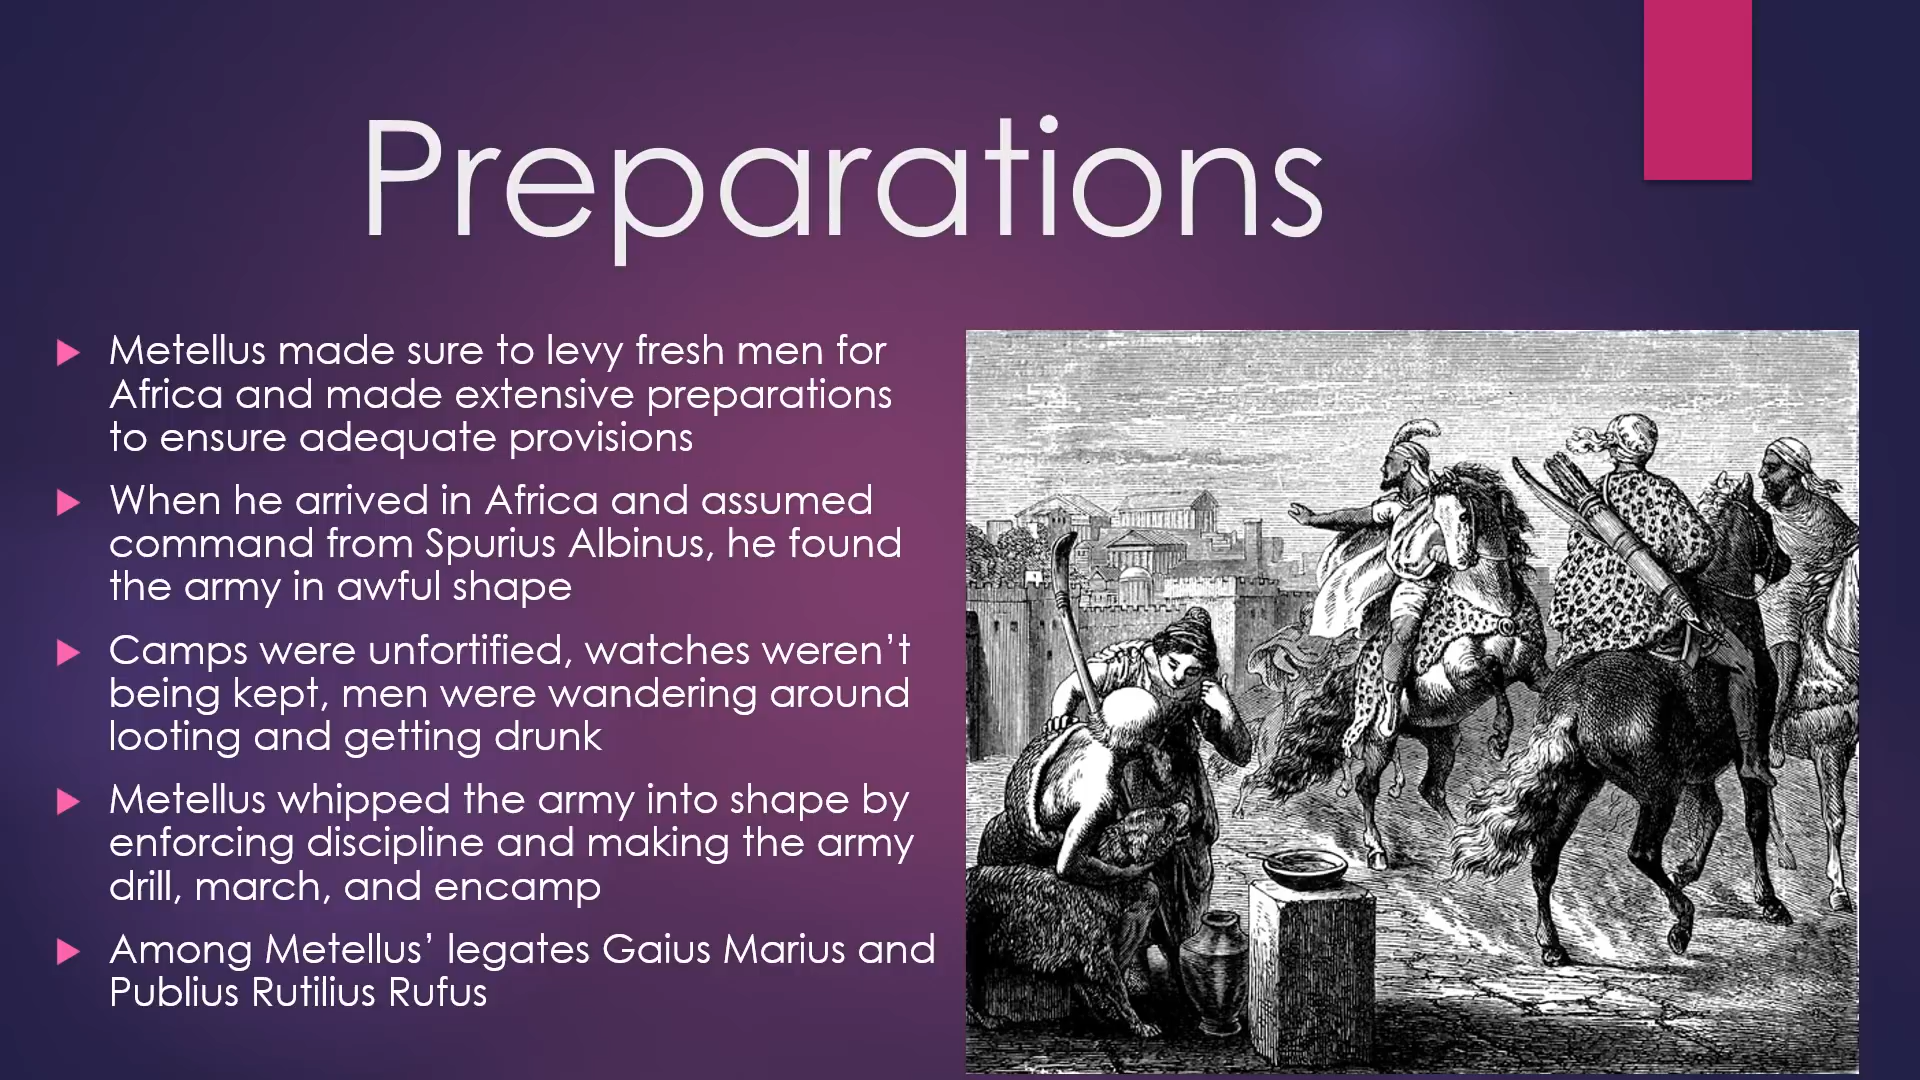 Preparations
Metellus made sure to levy fresh men for
Africa and made extensive preparations
to ensure adequate provisions
When he arrived in Africa and assumed
command from Spurius Albinus, he found
the army in awful shape
Camps were unfortified, watches weren’t
being kept, men were wandering around
looting and getting drunk
Metellus whipped the army into shape by
enforcing discipline and making the army
drill, march, and encamp
Among Metellus’ legates Gaius Marius and
Publius Rutilius Rufus